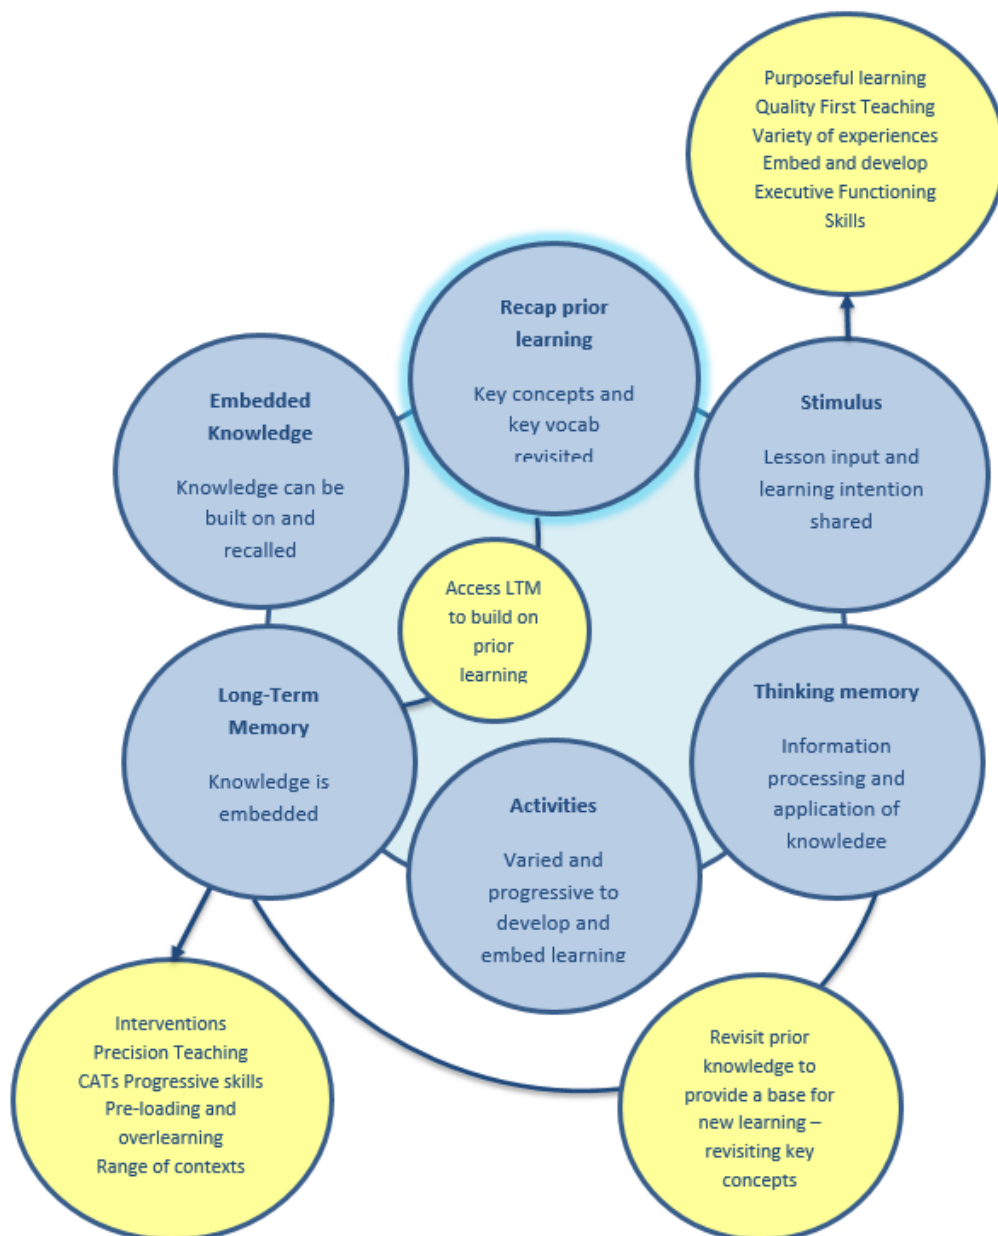 Purposeful learning
Quality First Teaching
Variety of experiences
Embed and develop
Executive Functioning
Skills
Recap prior
learning
Key concepts and
key vocab
revisited
Stimulus
Lesson input and
learning intention
shared
Embedded
Knowledge
Knowledge can be
built on and
recalled
Access LTM
to build on
prior
learning
Thinking memory
Information
processing and
application of
knowledge
Long-Term
Memory
Knowledge is
embedded
Activities
Varied and
progressive to
develop and
embed learning
Interventions
Precision Teaching
CATs Progressive skills
Pre-loading and
overlearning
Range of contexts
Revisit prior
knowledge to
provide a base for
new learning –
revisiting key
concepts